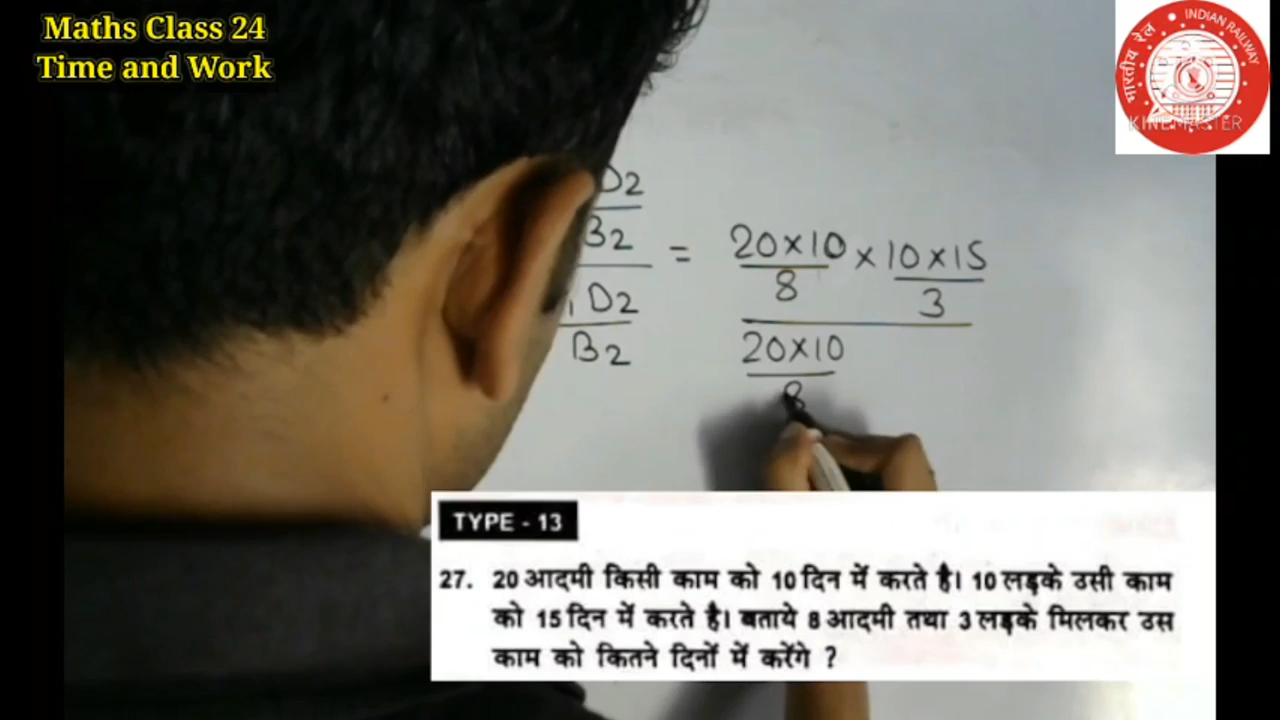 Maths Class 24
Time and Work
भारतीय रेल
INDIAN RAILWAY
KINEMASTER
D2
B2
D2
B2
=
20×10 × 10×15
8
3
20×10
8
TYPE - 13
27. 20 आदमी किसी काम को 10 दिन में करते है। 10 लड़के उसी काम
को 15 दिन में करते है। बताये 8 आदमी तथा 3 लड़के मिलकर उस
काम को कितने दिनों में करेंगे ?